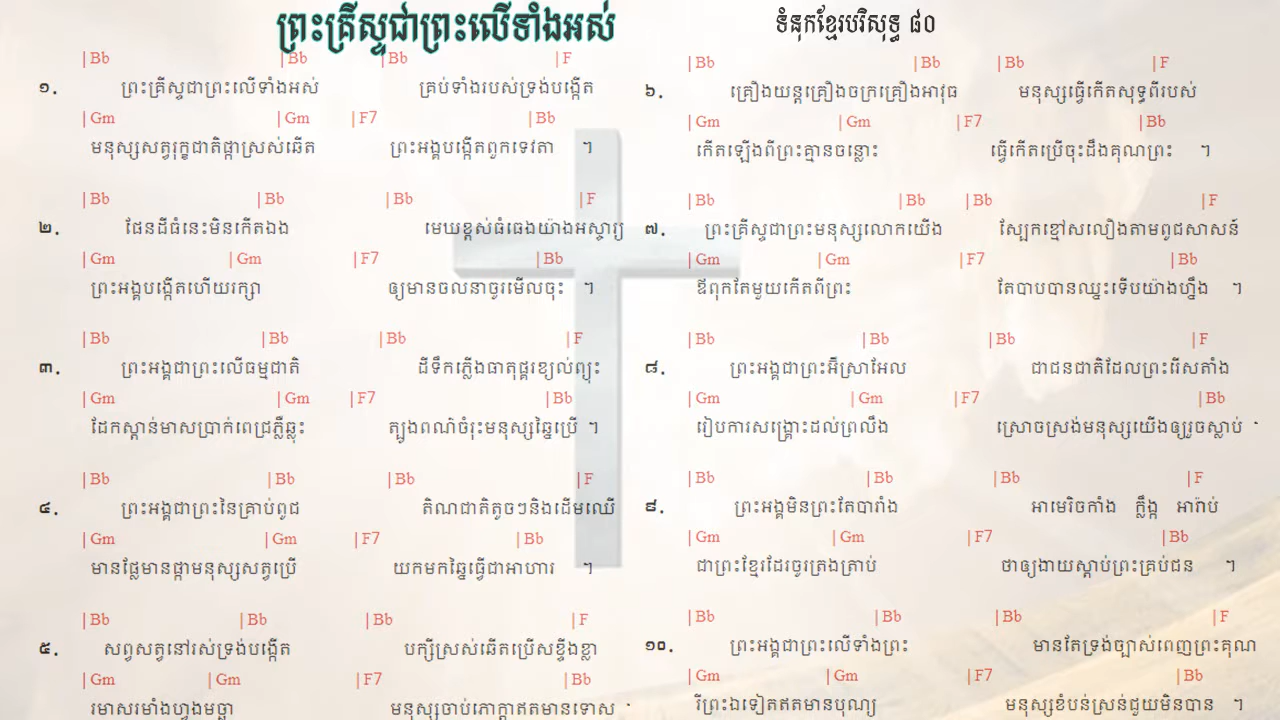 ព្រះគ្រីស្ទជាព្រះលើទាំងអស់
ទំនុកខ្មែរបរិសុទ្ធ ៨០
|Bb |Bb |Bb |F
១. ព្រះគ្រីស្ទជាព្រះលើទាំងអស់ គ្រប់ទាំងរបស់ទ្រង់បង្កើត
|Gm |Gm |F7 |Bb
មនុស្សសត្វរុក្ខជាតិផ្កាស្រស់ឆើត ព្រះអង្គបង្កើតពួកទេវតា ។
|Bb |Bb |Bb |F
២. ផែនដីធំនេះមិនកើតឯង មេឃខ្ពស់ធំធេងយ៉ាងអស្ចារ្យ
|Gm |Gm |F7 |Bb
ព្រះអង្គបង្កើតហើយរក្សា ឲ្យមានចលនាចូរមើលចុះ ។
|Bb |Bb |Bb |F
៣. ព្រះអង្គជាព្រះលើធម្មជាតិ ដីទឹកភ្លើងធាតុផ្គរខ្យល់ព្យុះ
|Gm |Gm |F7 |Bb
ដែកស្ពាន់មាសប្រាក់ពេជ្រភ្លឺឆ្លុះ ត្បូងពណ៌ចំរុះមនុស្សឆ្នៃប្រើ ។
|Bb |Bb |Bb |F
៤. ព្រះអង្គជាព្រះនៃគ្រាប់ពូជ តិណជាតិតូចៗនិងដើមឈើ
|Gm |Gm |F7 |Bb
មានផ្លែមានផ្កាមនុស្សសត្វប្រើ យកមកឆ្នៃធ្វើជាអាហារ ។
|Bb |Bb |Bb |F
៥. សព្វសត្វនៅរស់ទ្រង់បង្កើត បក្សីស្រស់ឆើតប្រើសខ្ទីងខ្លា
|Gm |Gm |F7 |Bb
រមាសរមាំងហ្វូងមច្ឆា មនុស្សចាប់ភោក្តាឥតមានទោស ។
|Bb |Bb |Bb |F
៦. គ្រឿងយន្តគ្រឿងចក្រគ្រឿងអាវុធ មនុស្សធ្វើកើតសុទ្ធពីរបស់
|Gm |Gm |F7 |Bb
កើតឡើងពីព្រះគ្មានចន្លោះ ធ្វើកើតប្រើចុះដឹងគុណព្រះ ។
|Bb |Bb |Bb |F
៧. ព្រះគ្រីស្ទជាព្រះមនុស្សលោកយើង ស្បែកខ្មៅសលឿងតាមពូជសាសន៍
|Gm |Gm |F7 |Bb
ឪពុកតែមួយកើតពីព្រះ តែបាបបានឈ្នះទើបយ៉ាងហ្នឹង ។
|Bb |Bb |Bb |F
៨. ព្រះអង្គជាព្រះអ៊ីស្រាអែល ជាជនជាតិដែលព្រះរើសតាំង
|Gm |Gm |F7 |Bb
រៀបការសង្គ្រោះដល់ព្រលឹង ស្រោចស្រង់មនុស្សយើងឲ្យរួចស្លាប់ ។
|Bb |Bb |Bb |F
៨. ព្រះអង្គមិនព្រះតែបារាំង អាមេរិចកាំង ក្លឹង្គ អារ៉ាប់
|Gm |Gm |F7 |Bb
ជាព្រះខ្មែរដែរចូរត្រងត្រាប់ ថាឲ្យងាយស្តាប់ព្រះគ្រប់ជន ។
|Bb |Bb |Bb |F
១០. ព្រះអង្គជាព្រះលើទាំងព្រះ មានតែទ្រង់ច្បាស់ពេញព្រះគុណ
|Gm |Gm |F7 |Bb
រីព្រះឯទៀតឥតមានបុណ្យ មនុស្សខំបន់ស្រន់ជួយមិនបាន ។